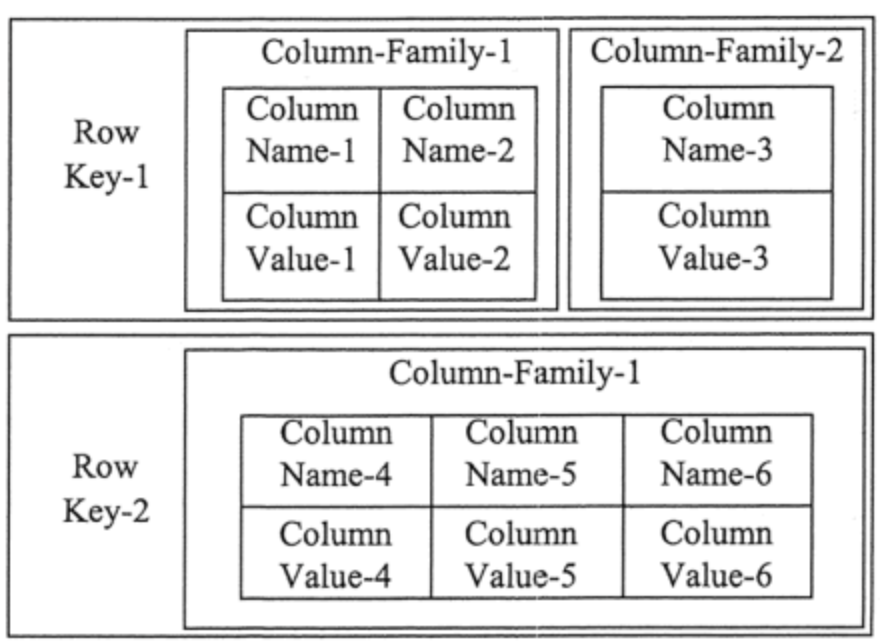 Column-Family-1 Column-Family-2
Column Column Column
Row
Name-1 Name-2 Name-3
Key-1
Column Column Column
Value-1 Value-2 Value-3
Column-Family-1
Column Column Column
Row
Name-4 Name-5 Name-6
Key-2
Column Column Column
Value-4 Value-5 Value-6